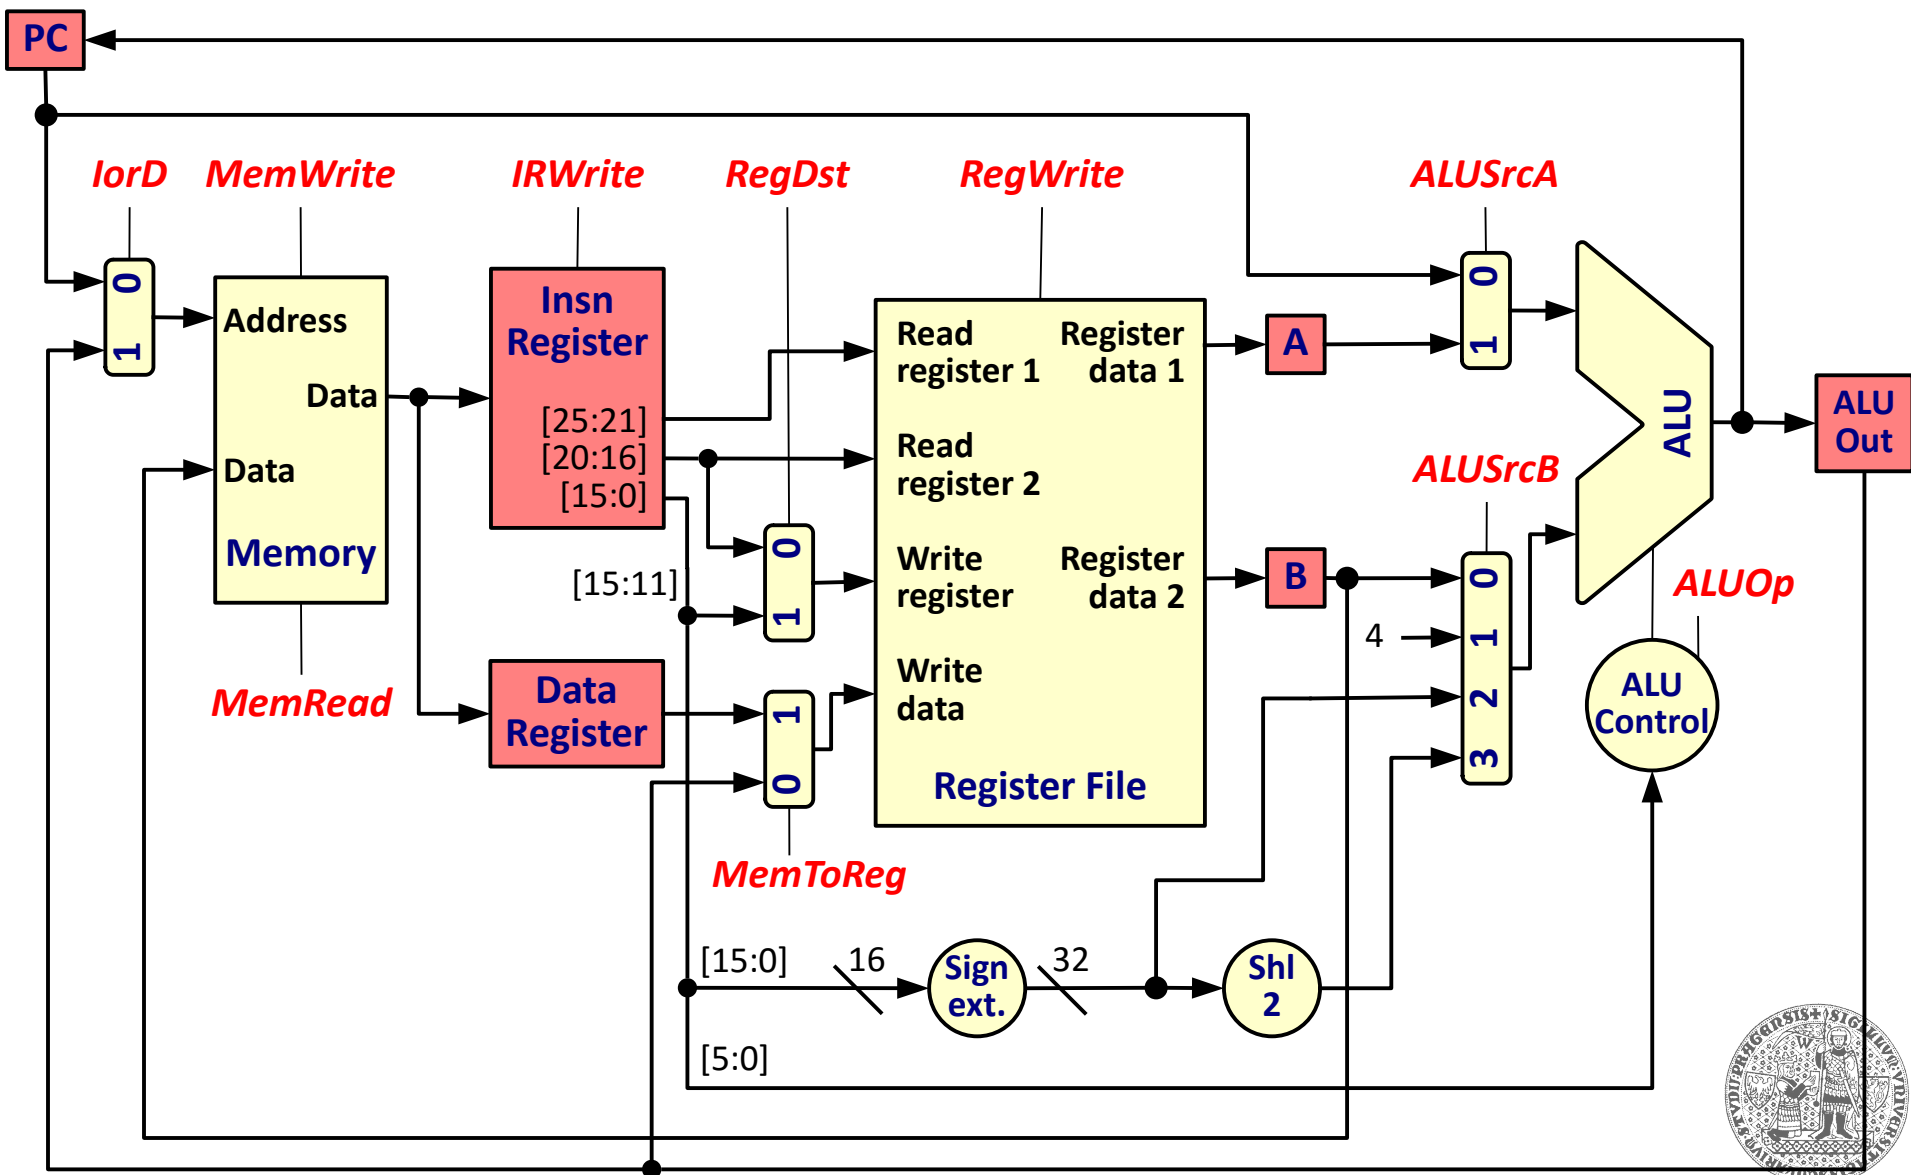 PC
IorD
MemWrite
IRWrite
RegDst
RegWrite
ALUSrcA
0
1
Address
Data
Data
Memory
MemRead
Insn
Register
[25:21]
[20:16]
[15:0]
[15:11]
0
1
Data
Register
1
0
MemToReg
Read
register 1
Register
data 1
Read
register 2
Write
register
Register
data 2
Write
data
Register File
A
B
0
1
ALUSrcB
4
0
1
2
3
ALU
ALUOp
ALU
Control
ALU
Out
[15:0]
16
Sign
ext.
32
Shl
2
[5:0]